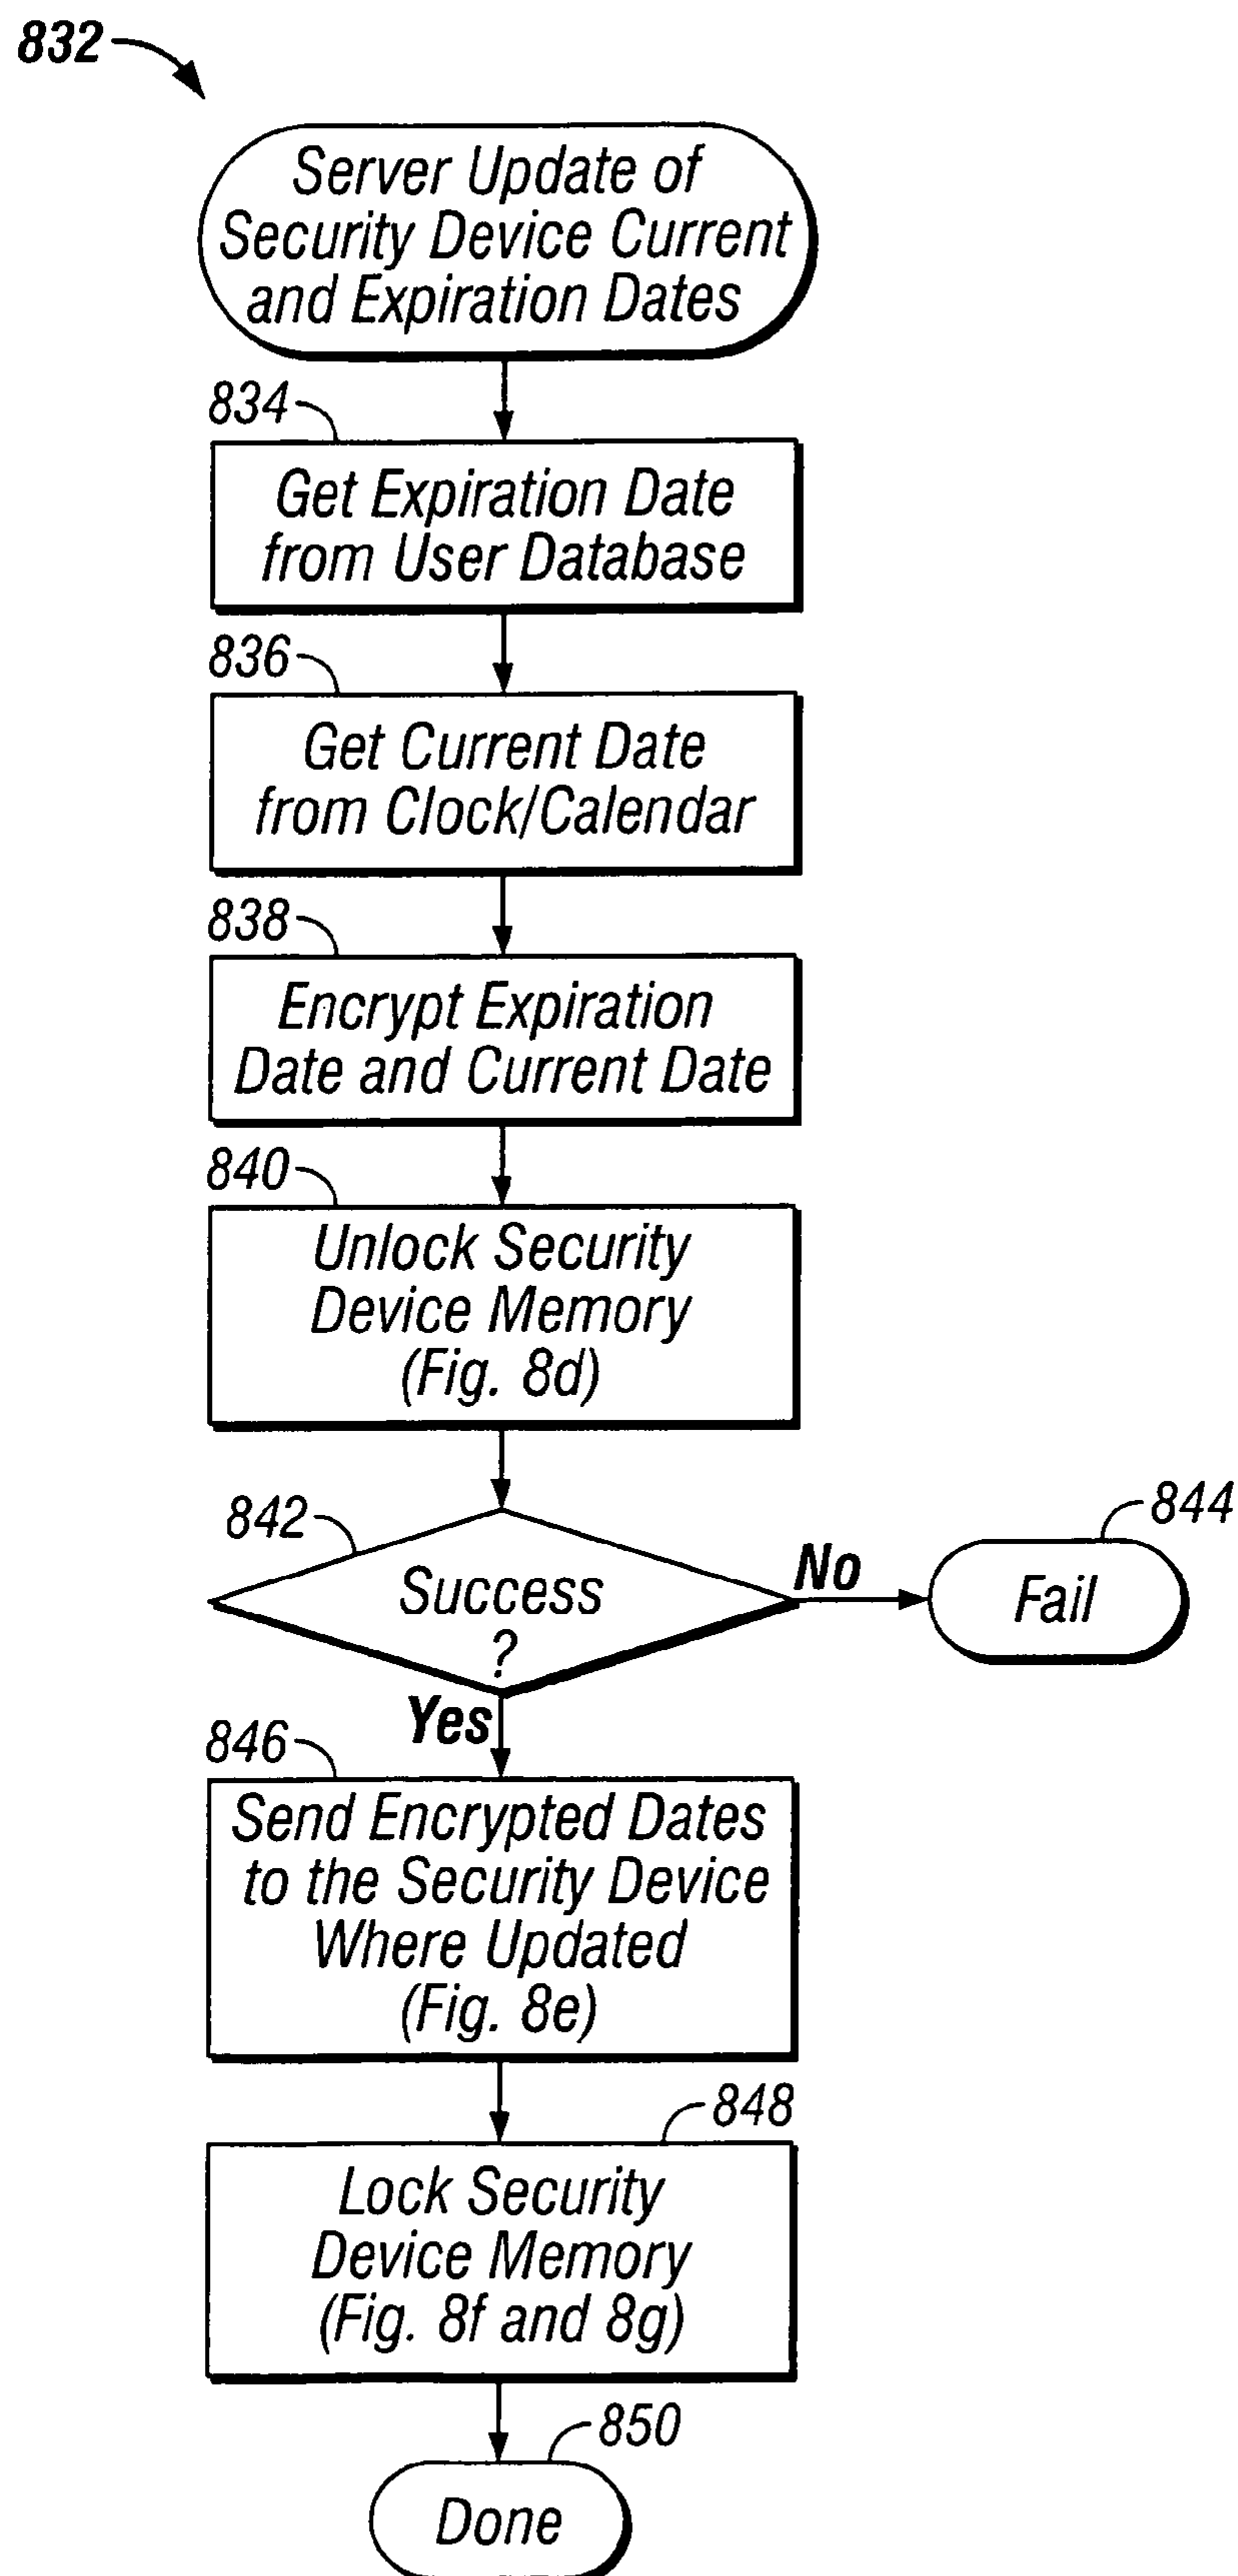 832
Server Update of
Security Device Current
and Expiration Dates
834
Get Expiration Date
from User Database
836
Get Current Date
from Clock/Calendar
838
Encrypt Expiration
Date and Current Date
840
Unlock Security
Device Memory
(Fig. 8d)
842
Success
?
No
844
Fail
Yes
846
Send Encrypted Dates
to the Security Device
Where Updated
(Fig. 8e)
848
Lock Security
Device Memory
(Fig. 8f and 8g)
850
Done